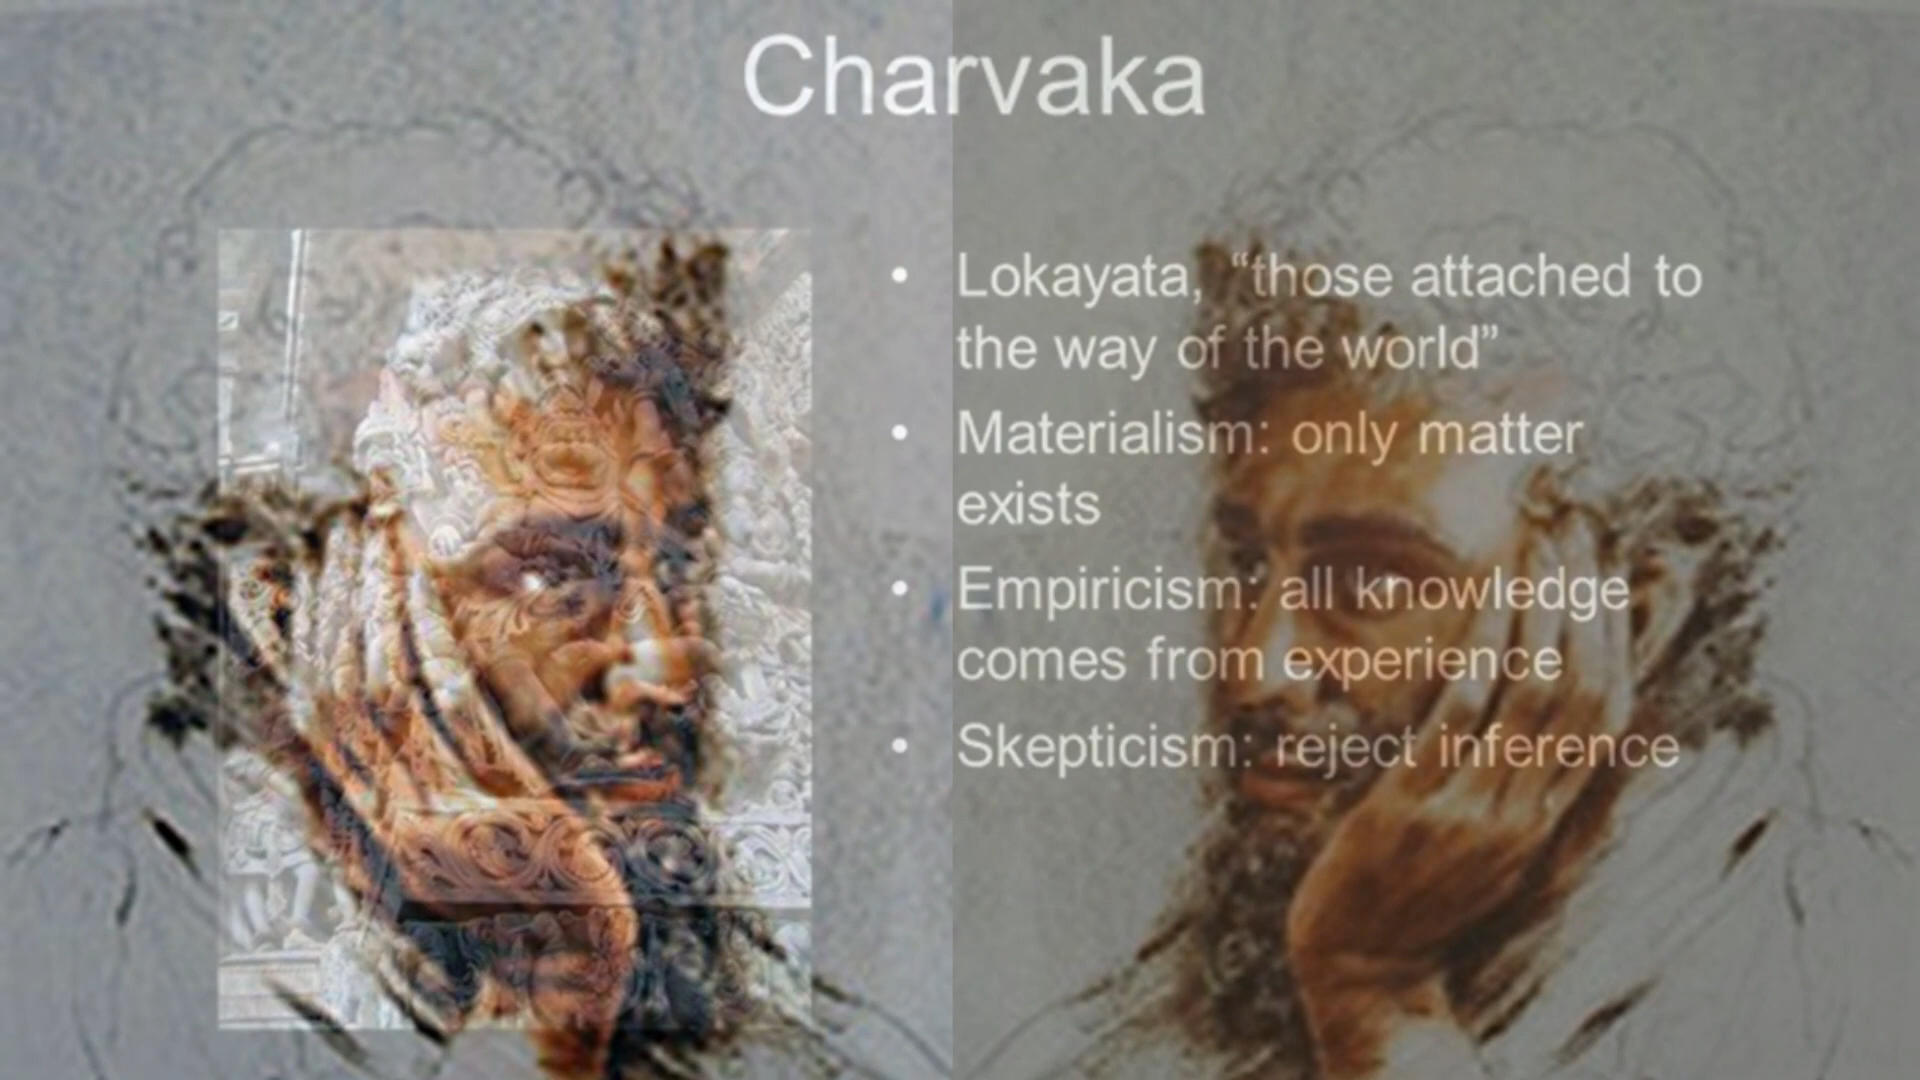 Charvaka
• Lokayata, “those attached to
the way of the world”
• Materialism: only matter
exists
• Empiricism: all knowledge
comes from experience
• Skepticism: reject inference